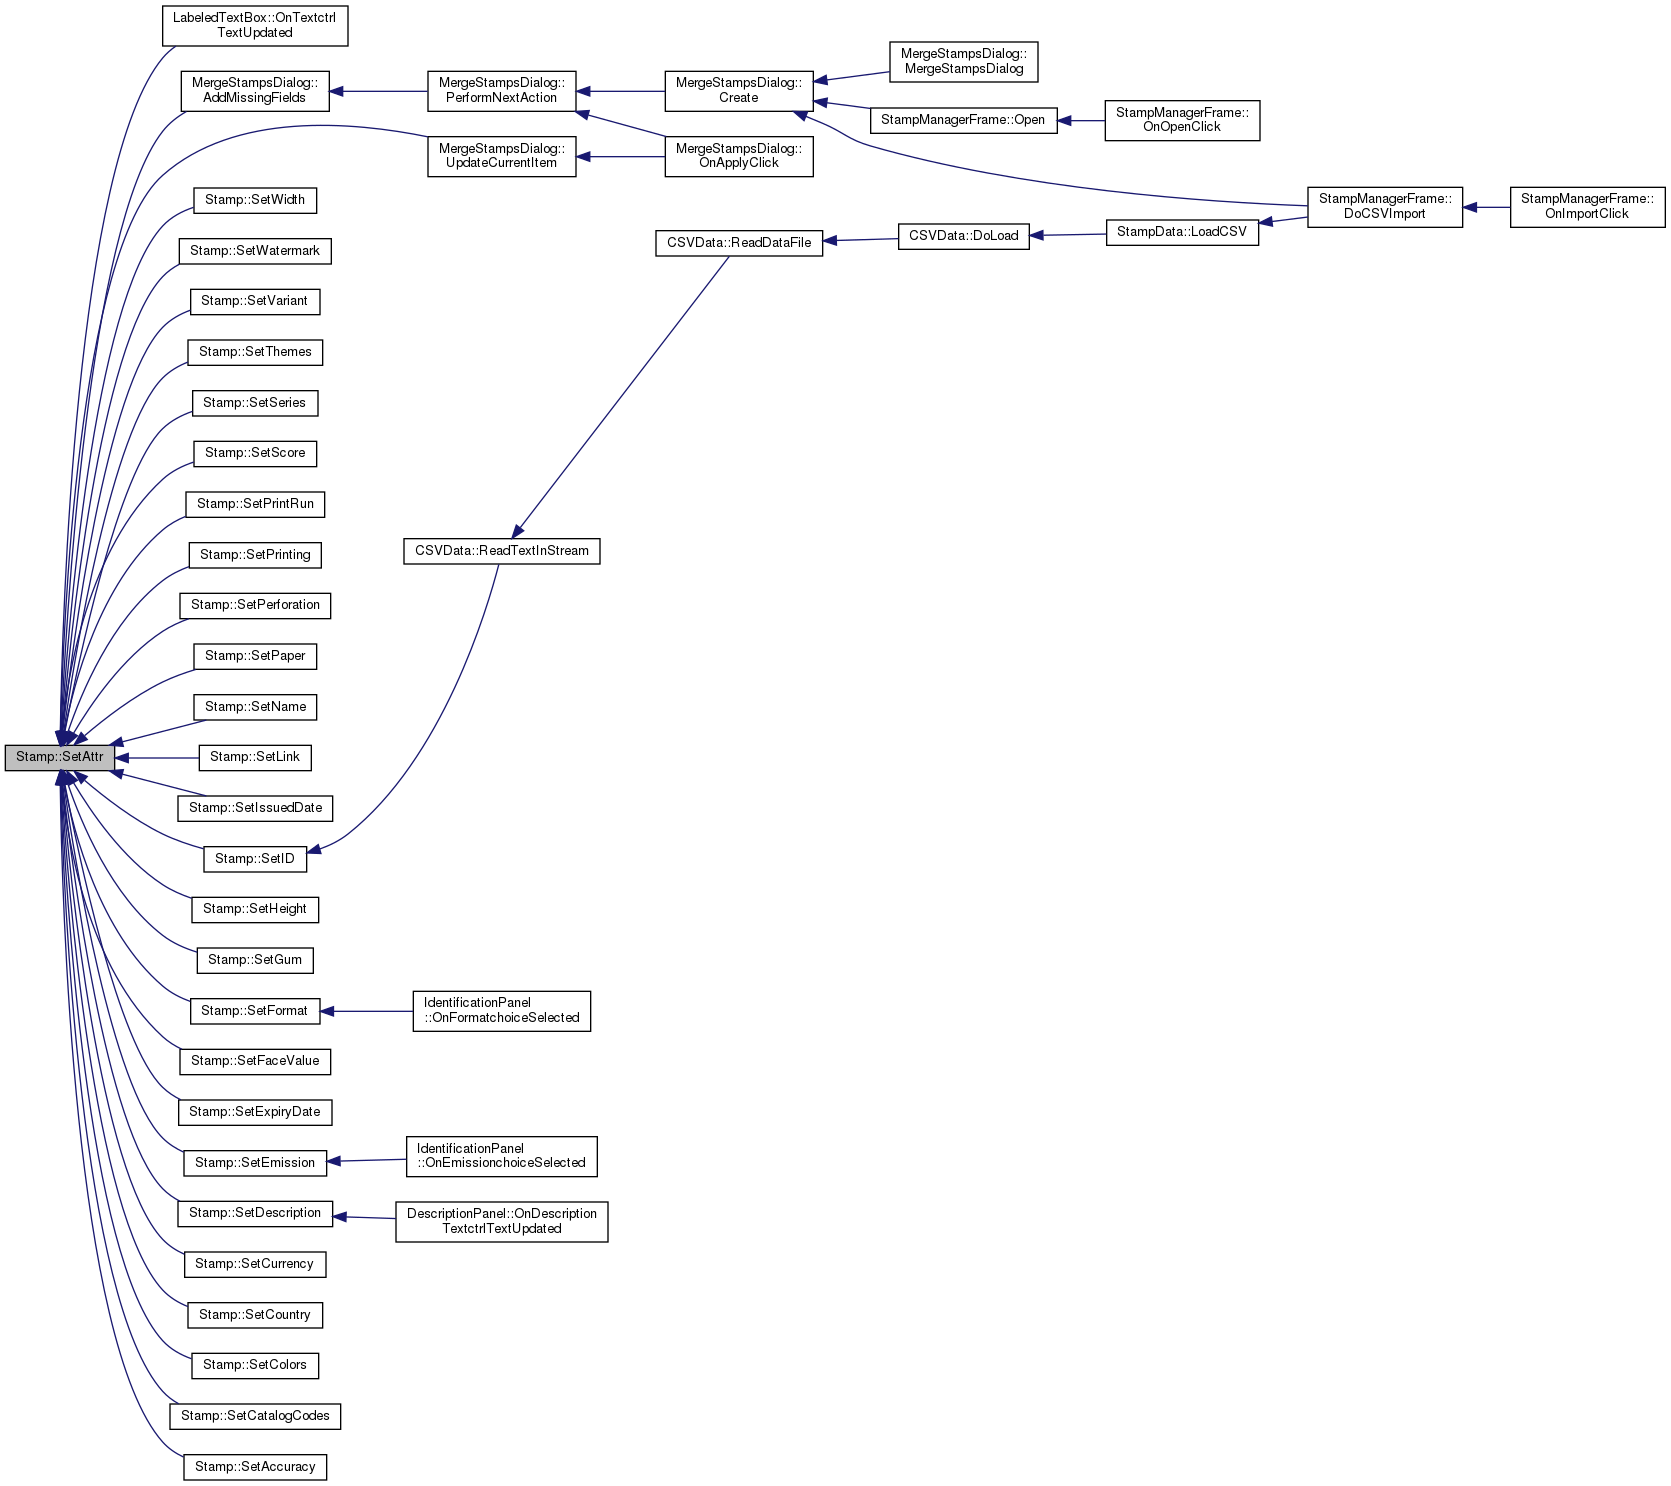 LabeledTextBox::OnTextctrl
TextUpdated
MergeStampsDialog::
AddMissingFields
MergeStampsDialog::
PerformNextAction
MergeStampsDialog::
Create
MergeStampsDialog::
MergeStampsDialog
StampManagerFrame::Open
StampManagerFrame::
OnOpenClick
MergeStampsDialog::
UpdateCurrentItem
MergeStampsDialog::
OnApplyClick
StampManagerFrame::
DoCSVImport
StampManagerFrame::
OnImportClick
Stamp::SetWidth
CSVData::ReadDataFile
CSVData::DoLoad
StampData::LoadCSV
Stamp::SetWatermark
Stamp::SetVariant
Stamp::SetThemes
Stamp::SetSeries
Stamp::SetScore
Stamp::SetPrintRun
Stamp::SetPrinting
CSVData::ReadTextInStream
Stamp::SetPerforation
Stamp::SetPaper
Stamp::SetName
Stamp::SetAttr
Stamp::SetLink
Stamp::SetIssuedDate
Stamp::SetID
Stamp::SetHeight
Stamp::SetGum
Stamp::SetFormat
IdentificationPanel
::OnFormatchoiceSelected
Stamp::SetFaceValue
Stamp::SetExpiryDate
Stamp::SetEmission
IdentificationPanel
::OnEmissionchoiceSelected
Stamp::SetDescription
DescriptionPanel::OnDescription
TextctrlTextUpdated
Stamp::SetCurrency
Stamp::SetCountry
Stamp::SetColors
Stamp::SetCatalogCodes
Stamp::SetAccuracy